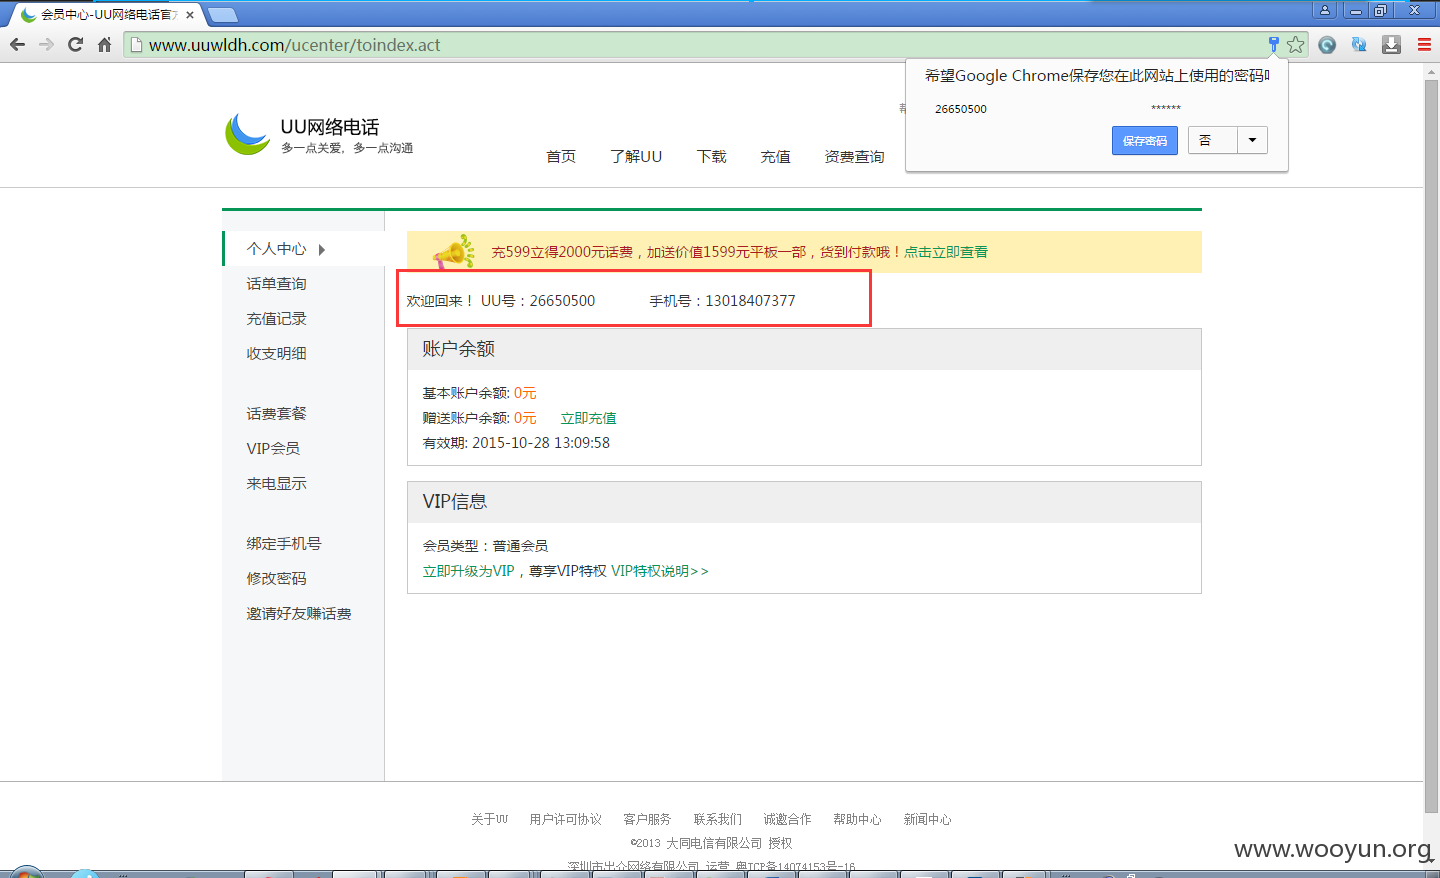 会员中心-UU网络电话官
www.uuwldh.com/ucenter/toindex.act
希望Google Chrome保存您在此网站上使用的密码
26650500 ******
保存密码 否
UU网络电话
多一点关爱，多一点沟通
首页 了解UU 下载 充值 资费查询
个人中心
话单查询
充值记录
收支明细
话费套餐
VIP会员
来电显示
绑定手机号
修改密码
邀请好友赚话费
充599立得2000元话费，加送价值1599元平板一部，货到付款哦！点击立即查看
欢迎回来！ UU号：26650500 手机号：13018407377
账户余额
基本账户余额: 0元
赠送账户余额: 0元 立即充值
有效期: 2015-10-28 13:09:58
VIP信息
会员类型：普通会员
立即升级为VIP，尊享VIP特权 VIP特权说明>>
关于UU 用户许可协议 客户服务 联系我们 诚邀合作 帮助中心 新闻中心
©2013 大同电信有限公司 授权
深圳市出众网络有限公司 运营 粤ICP备14074153号-16
www.wooyun.org